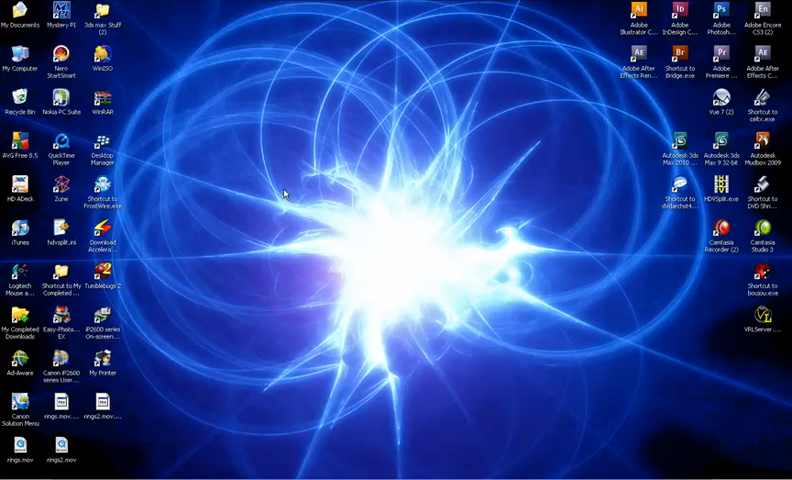 My Documents
Mystery PI
3ds max Stuff
(2)
My Computer
Nero
StartSmart
WinISO
Recycle Bin
Nokia PC Suite
WinRAR
AVG Free 8.5
QuickTime
Player
Desktop
Manager
HD ADeck
Zune
Shortcut to
FrostWire.exe
iTunes
hdvsplit.ini
Download
Accelera...
Logitech
Mouse a...
Shortcut to My
Completed ...
Tumblebugs 2
My Completed
Downloads
Easy-Photo...
EX
iP2600 series
On-screen...
Ad-Aware
Canon iP2600
series User...
My Printer
Canon
Solution Menu
rings.mov....
rings2.mov....
rings.mov
rings2.mov
Adobe
Illustrator C...
Adobe
InDesign C...
Adobe
Photosh...
Adobe Encore
CS3 (2)
Adobe After
Effects Ren...
Shortcut to
Bridge.exe
Adobe
Premiere ...
Adobe After
Effects C...
Vue 7 (2)
Shortcut to
celtx.exe
Autodesk 3ds
Max 2010 ...
Autodesk 3ds
Max 9 32-bit
Autodesk
Mudbox 2009
Shortcut to
dvdarchst4...
HDVSplit.exe
Shortcut to
DVD Shri...
Camtasia
Recorder (2)
Camtasia
Studio 3
Shortcut to
boujou.exe
VRLServer...